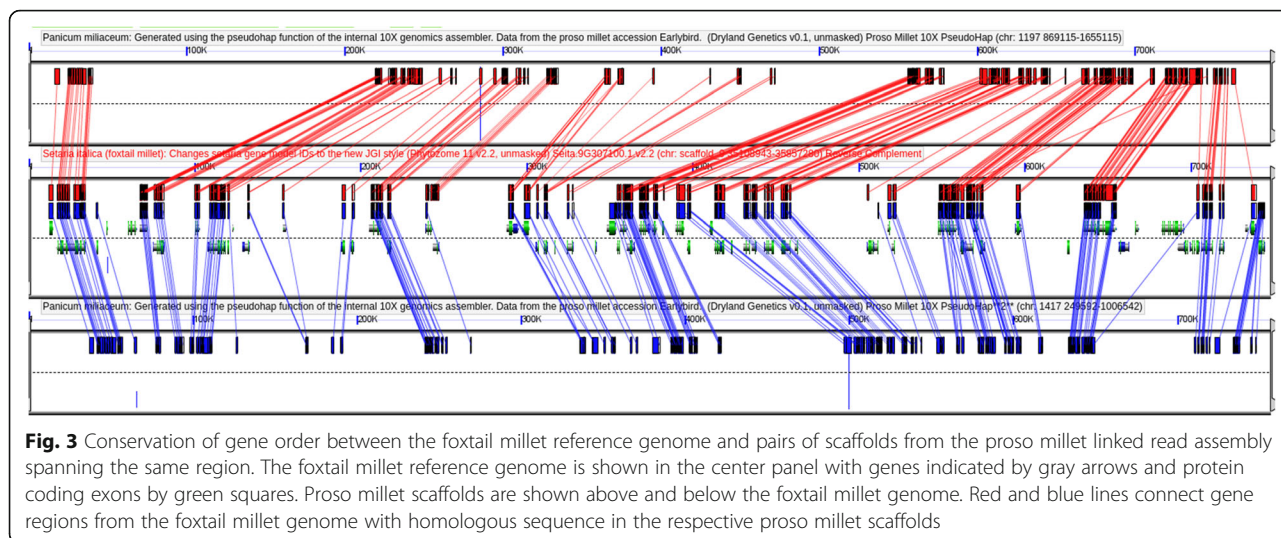 Panicum miliaceum: Generated using the pseudohap function of the internal 10X genomics assembler. Data from the proso millet accession Earlybird. (Dryland Genetics v0.1, unmasked) Proso Millet 10X PseudoHap (chr: 1197 869115-1655115)
100K 200K 300K 400K 500K 600K 700K
Setaria italica (foxtail millet): Changes setaria gene model IDs to the new JGI style (Phytozome 11 v2.2, unmasked) Seita.9G307100.1 v2.2 (chr: scaffold_ Reverse Complement
100K 200K 300K 400K 500K 600K 700K
Panicum miliaceum: Generated using the pseudohap function of the internal 10X genomics assembler. Data from the proso millet accession Earlybird. (Dryland Genetics v0.1, unmasked) Proso Millet 10X PseudoHap**2** (chr: 1417 249592-1006542)
100K 200K 300K 400K 500K 600K 700K
Fig. 3 Conservation of gene order between the foxtail millet reference genome and pairs of scaffolds from the proso millet linked read assembly
spanning the same region. The foxtail millet reference genome is shown in the center panel with genes indicated by gray arrows and protein
coding exons by green squares. Proso millet scaffolds are shown above and below the foxtail millet genome. Red and blue lines connect gene
regions from the foxtail millet genome with homologous sequence in the respective proso millet scaffolds